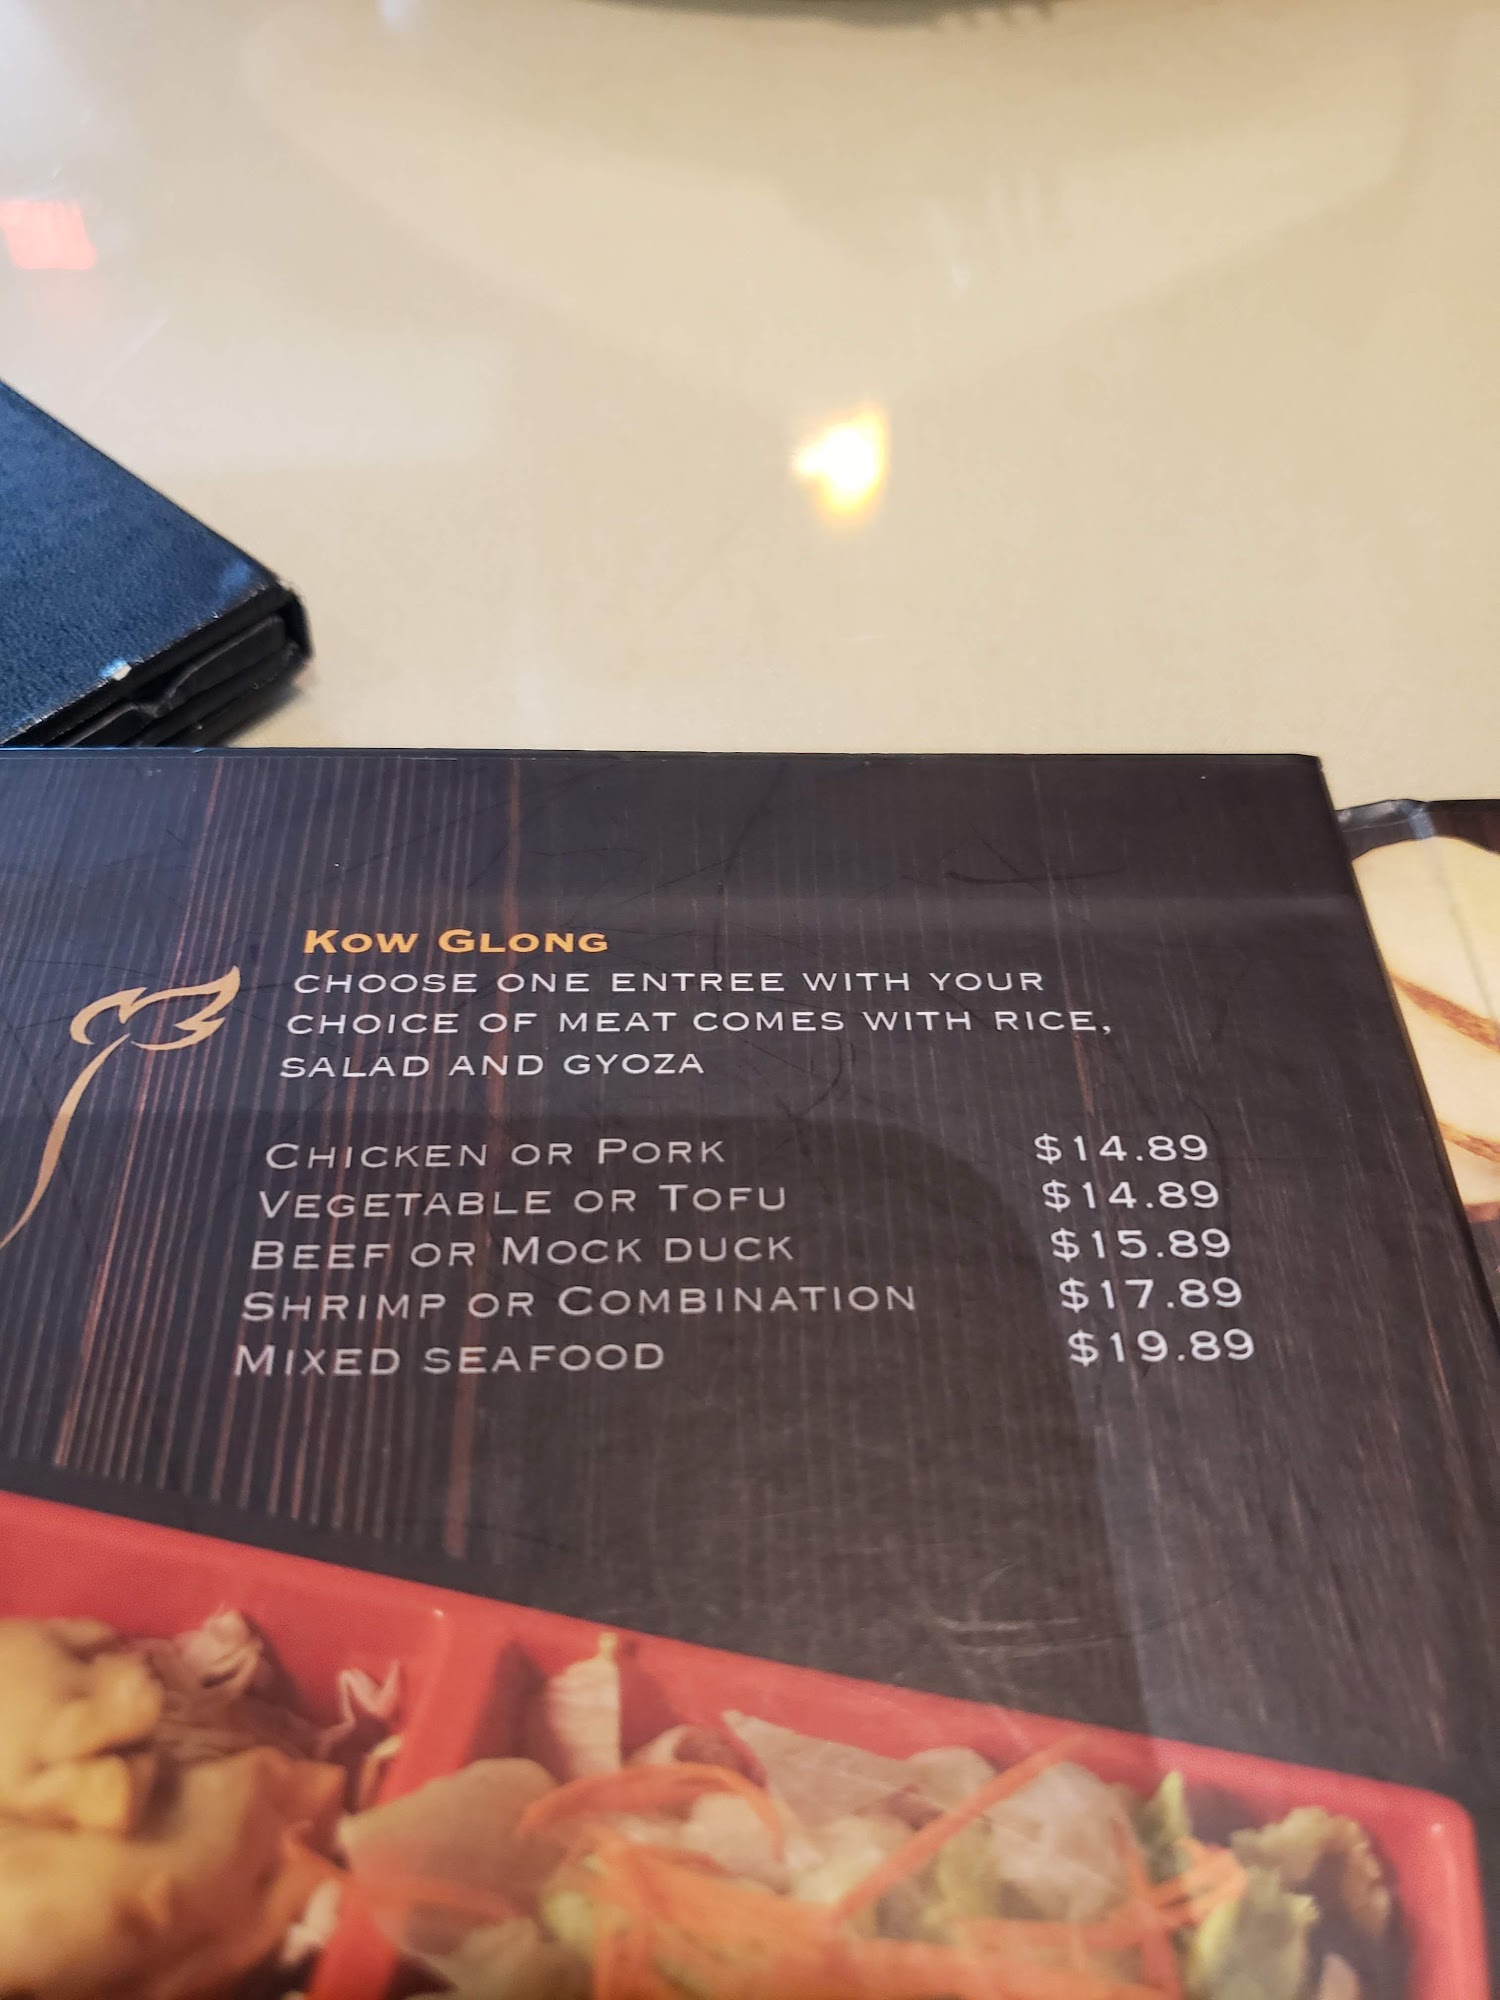 KOW GLONG
CHOOSE ONE ENTREE WITH YOUR
CHOICE OF MEAT COMES WITH RICE,
SALAD AND GYOZA
CHICKEN OR PORK $14.89
VEGETABLE OR TOFU $14.89
BEEF OR MOCK DUCK $15.89
SHRIMP OR COMBINATION $17.89
MIXED SEAFOOD $19.89